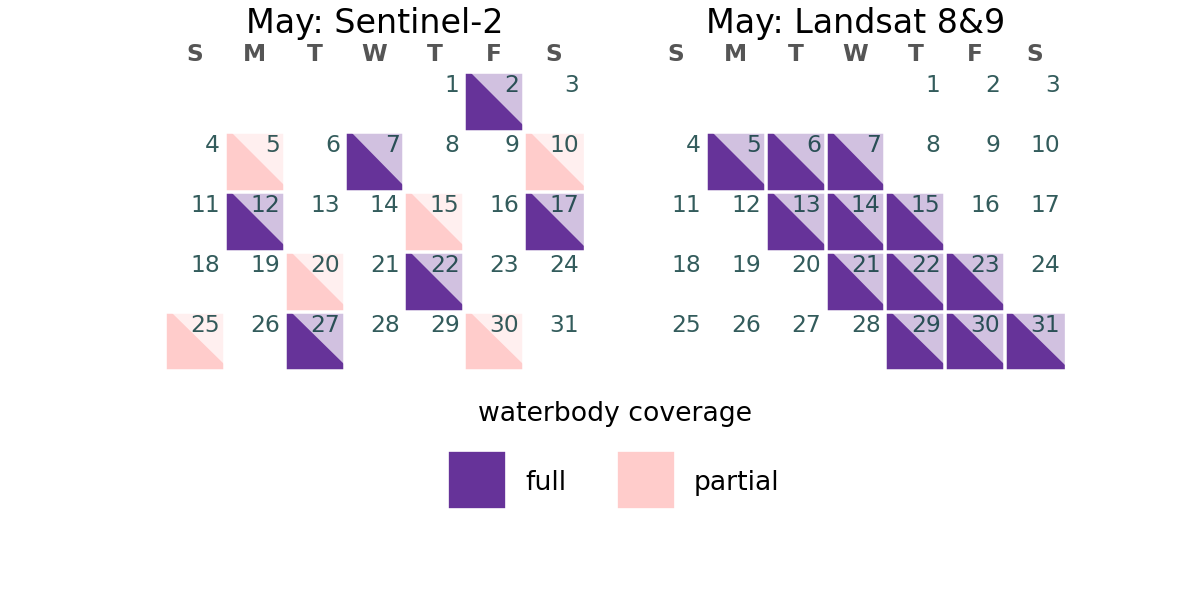 May: Sentinel-2
S M T W T F S
1 2 3
4 5 6 7 8 9 10
11 12 13 14 15 16 17
18 19 20 21 22 23 24
25 26 27 28 29 30 31
May: Landsat 8&9
S M T W T F S
1 2 3
4 5 6 7 8 9 10
11 12 13 14 15 16 17
18 19 20 21 22 23 24
25 26 27 28 29 30 31
waterbody coverage
full partial